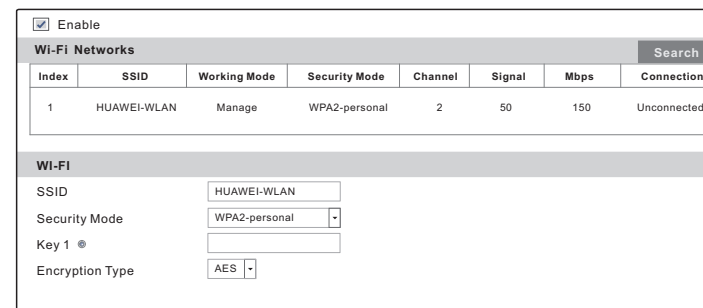 Enable
Wi-Fi Networks Search
Index SSID Working Mode Security Mode Channel Signal Mbps Connection
1 HUAWEI-WLAN Manage WPA2-personal 2 50 150 Unconnected
WI-FI
SSID HUAWEI-WLAN
Security Mode WPA2-personal
Key 1
Encryption Type AES